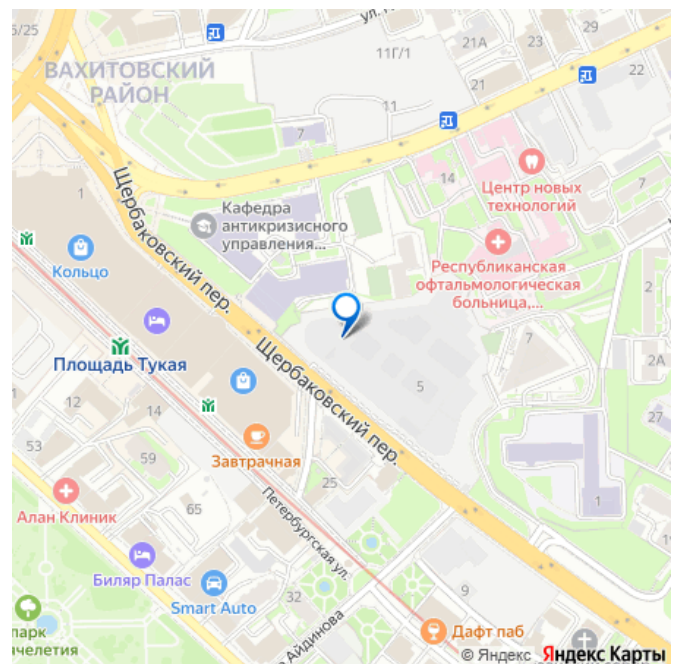 5/25
ул.
21А
23
29
11Г/1
22
ВАХИТОВСКИЙ
РАЙОН
21
11
7
14
Центр новых
технологий
7
1
Щербаковский пер.
Кафедра
антикризисного
управления...
Республиканская
офтальмологическая
больница,...
2
Кольцо
Площадь Тукая
Щербаковский пер.
7
2А
5
12
14
27
53
59
Завтрачная
25
65
1
Алан Клиник
Петербургская ул.
Биляр Палас
Smart Auto
32
9
Айдинова
Дафт паб
парк
ячелетия
© Яндекс Яндекс Карты